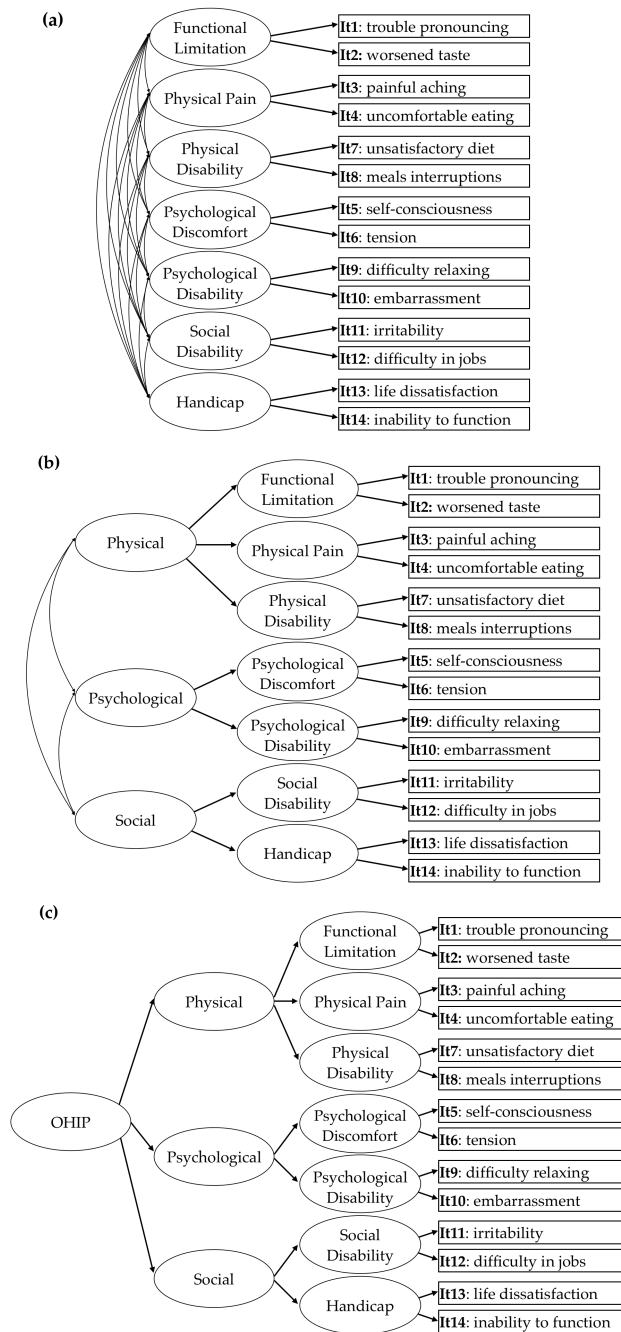 (a)
Functional
Limitation
It1: trouble pronouncing
It2: worsened taste
Physical Pain
It3: painful aching
It4: uncomfortable eating
Physical
Disability
It7: unsatisfactory diet
It8: meals interruptions
Psychological
Discomfort
It5: self-consciousness
It6: tension
Psychological
Disability
It9: difficulty relaxing
It10: embarrassment
Social
Disability
It11: irritability
It12: difficulty in jobs
Handicap
It13: life dissatisfaction
It14: inability to function
(b)
Physical
Functional
Limitation
It1: trouble pronouncing
It2: worsened taste
Physical Pain
It3: painful aching
It4: uncomfortable eating
Physical
Disability
It7: unsatisfactory diet
It8: meals interruptions
Psychological
Psychological
Discomfort
It5: self-consciousness
It6: tension
Psychological
Disability
It9: difficulty relaxing
It10: embarrassment
Social
Social
Disability
It11: irritability
It12: difficulty in jobs
Handicap
It13: life dissatisfaction
It14: inability to function
(c)
OHIP
Physical
Functional
Limitation
It1: trouble pronouncing
It2: worsened taste
Physical Pain
It3: painful aching
It4: uncomfortable eating
Physical
Disability
It7: unsatisfactory diet
It8: meals interruptions
Psychological
Psychological
Discomfort
It5: self-consciousness
It6: tension
Psychological
Disability
It9: difficulty relaxing
It10: embarrassment
Social
Social
Disability
It11: irritability
It12: difficulty in jobs
Handicap
It13: life dissatisfaction
It14: inability to function